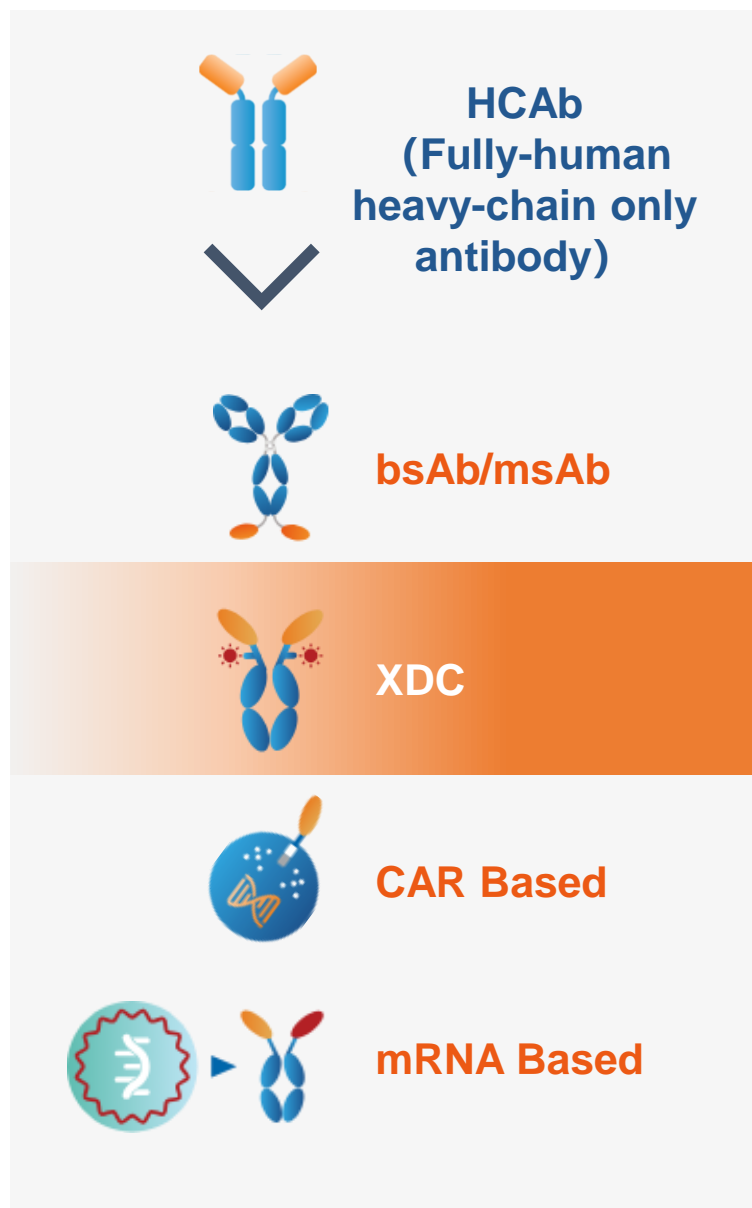 HCAb
(Fully-human
heavy-chain only
antibody)
bsAb/msAb
XDC
CAR Based
mRNA Based